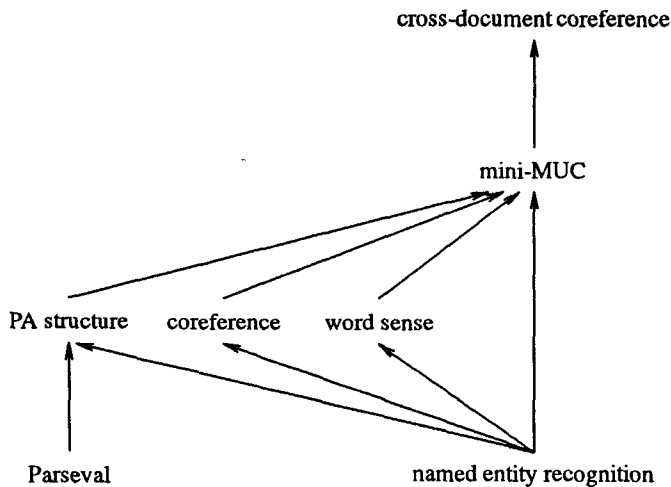 cross-document coreference
mini-MUC
PA structure coreference word sense
Parseval named entity recognition